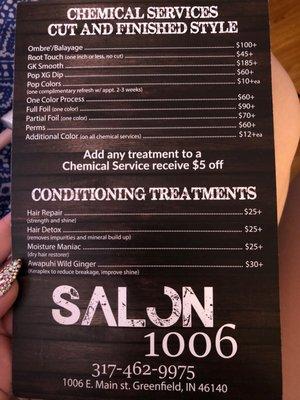 CHEMICAL SERVICES
CUT AND FINISHED STYLE
Ombre'/Balayage $100+
Root Touch (one inch or less, no cut) $45+
GK Smooth $185+
Pop XG Dip $60+
Pop Colors $10+ea
(one complimentary refresh w/ appt. 2-3 weeks)
One Color Process $60+
Full Foil (one color) $90+
Partial Foil (one color) $70+
Perms $60+
Additional Color (on all chemical services) $12+ea
Add any treatment to a
Chemical Service receive $5 off
CONDITIONING TREATMENTS
Hair Repair $25+
(strength and shine)
Hair Detox $25+
(removes impurities and mineral build up)
Moisture Maniac $25+
(dry hair restorer)
Awapuhi Wild Ginger $30+
(Keraplex to reduce breakage, improve shine)
SALON
1006
317-462-9975
1006 E. Main st. Greenfield, IN 46140